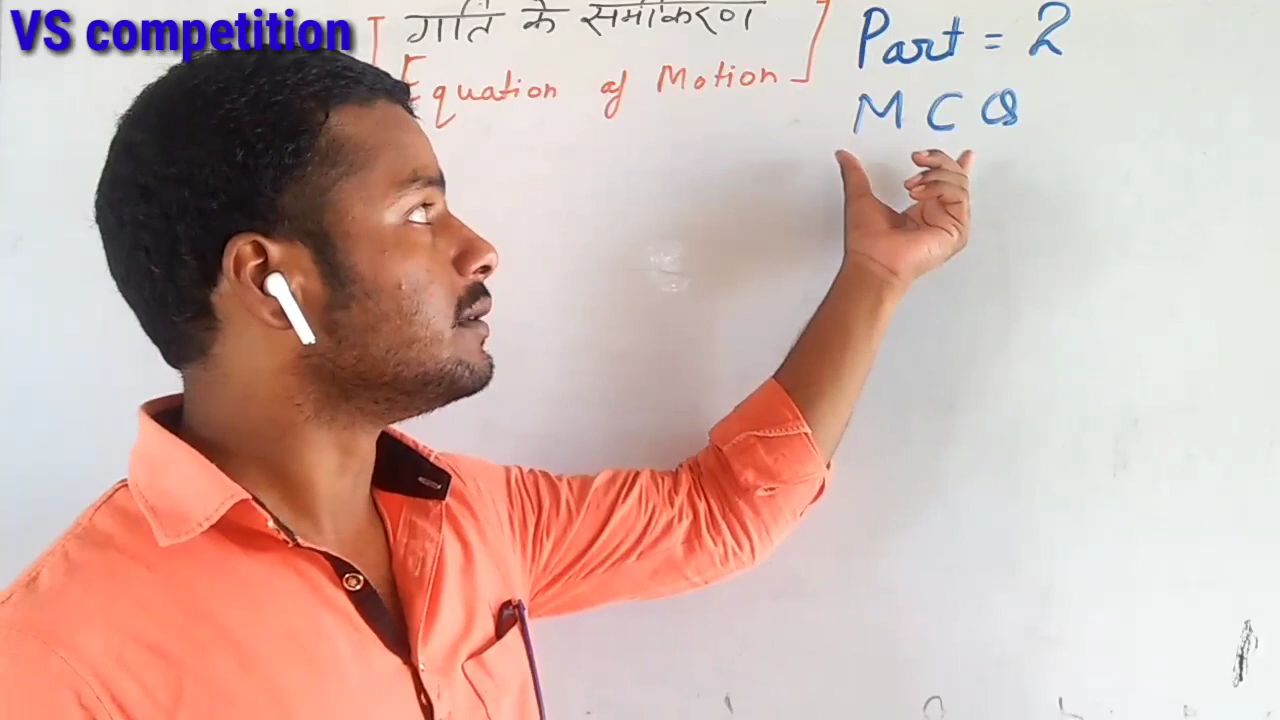 VS competition
[ गति के समीकरण ]
Equation of Motion
Part = 2
MCQ